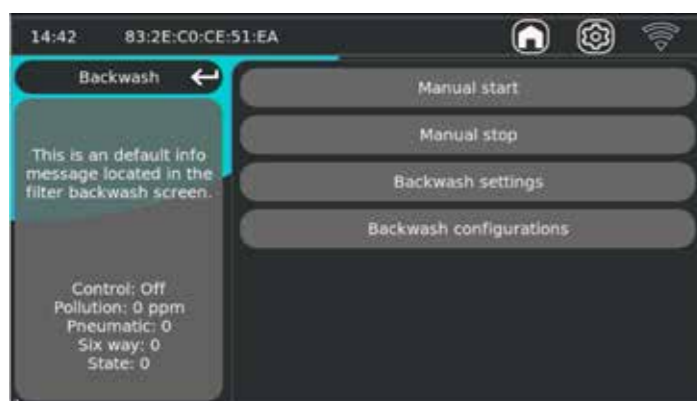 14:42 83:2E:C0:CE:51:EA
Backwash
This is an default info
message located in the
filter backwash screen.
Control: Off
Pollution: 0 ppm
Pneumatic: 0
Six way: 0
State: 0
Manual start
Manual stop
Backwash settings
Backwash configurations